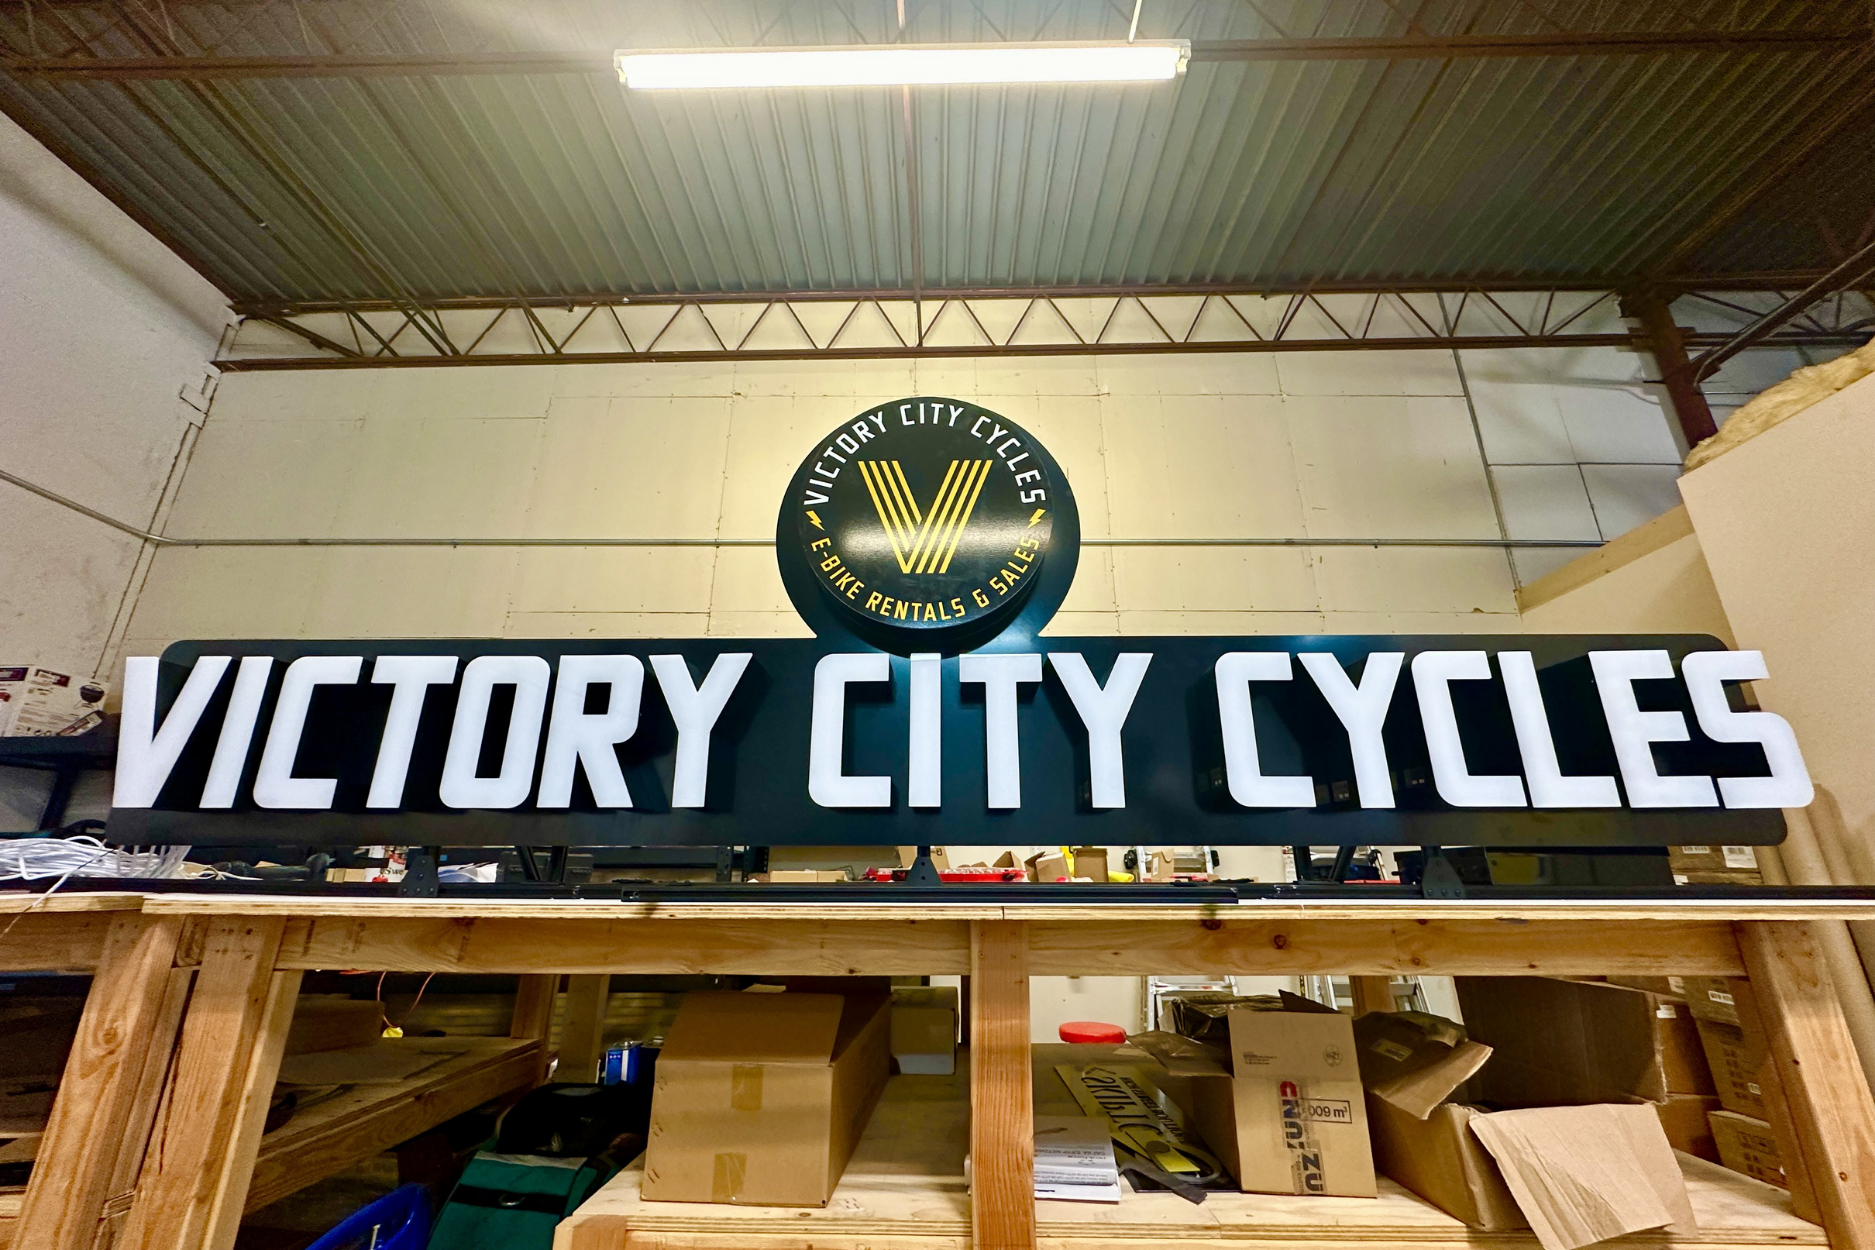 VICTORY CITY CYCLES
V
E-BIKE RENTALS & SALES
VICTORY CITY CYCLES